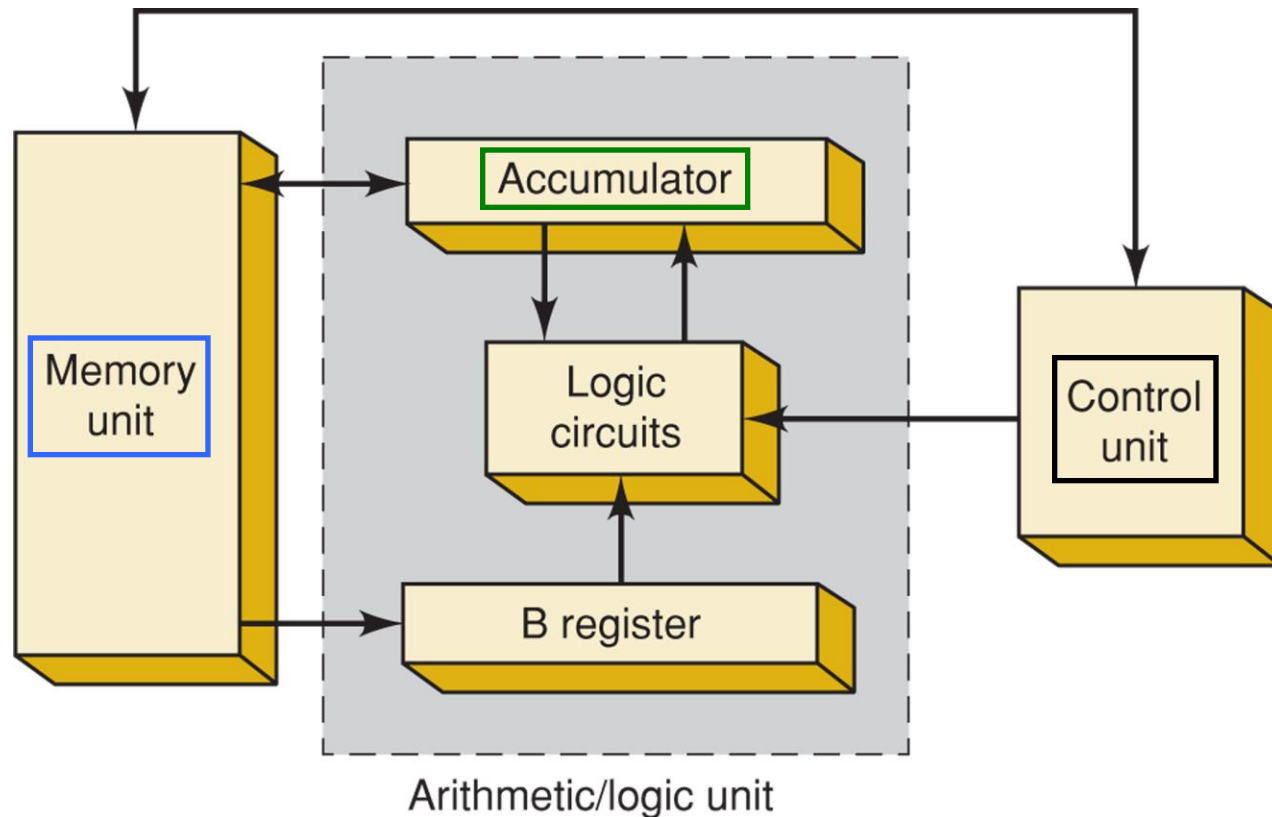 Accumulator
Memory
unit
Logic
circuits
Control
unit
B register
Arithmetic/logic unit